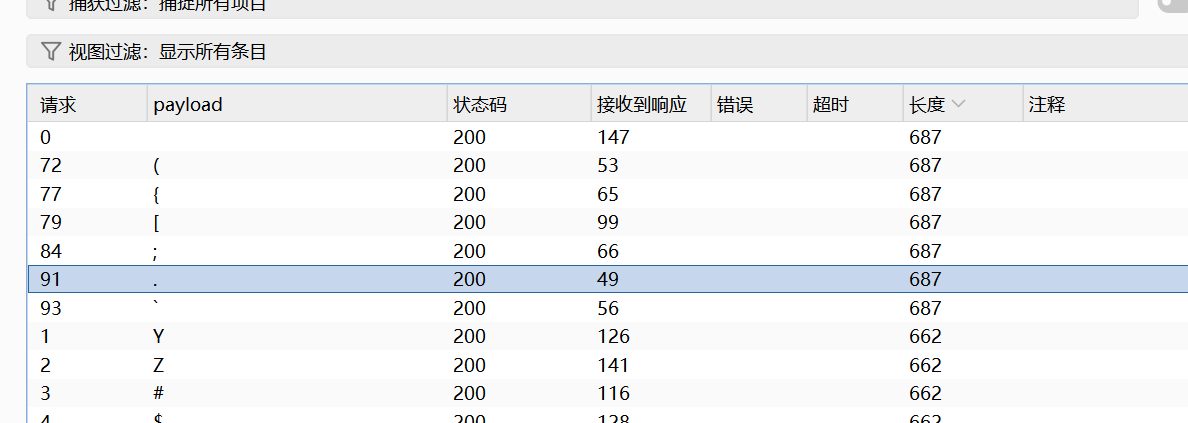 捕获过滤：捕捉所有项目
视图过滤：显示所有条目
请求 payload 状态码 接收到响应 错误 超时 长度 注释
0 200 147 687
72 ( 200 53 687
77 { 200 65 687
79 [ 200 99 687
84 ; 200 66 687
91 . 200 49 687
93 ` 200 56 687
1 Y 200 126 662
2 Z 200 141 662
3 # 200 116 662
4 $ 200 128 662